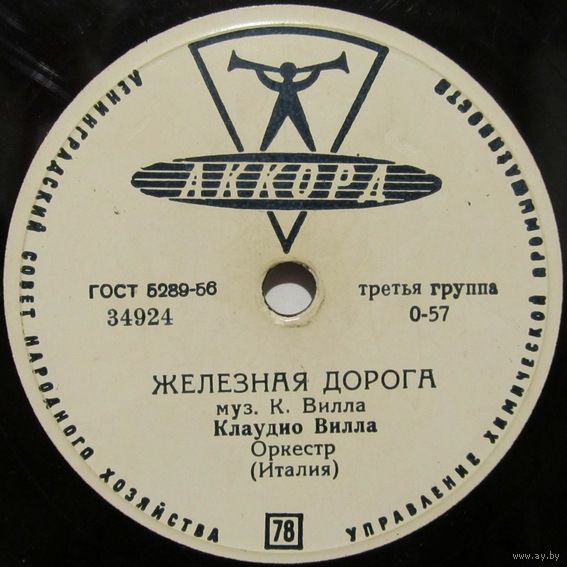 ЛЕНИНГРАДСКИЙ СОВЕТ НАРОДНОГО ХОЗЯЙСТВА
УПРАВЛЕНИЕ ХИМИЧЕСКОЙ ПРОМЫШЛЕННОСТИ
АККОРД
ГОСТ 5289-56
третья группа
34924
0-57
ЖЕЛЕЗНАЯ ДОРОГА
муз. К. Вилла
Клаудио Вилла
Оркестр
(Италия)
78
www.ay.by